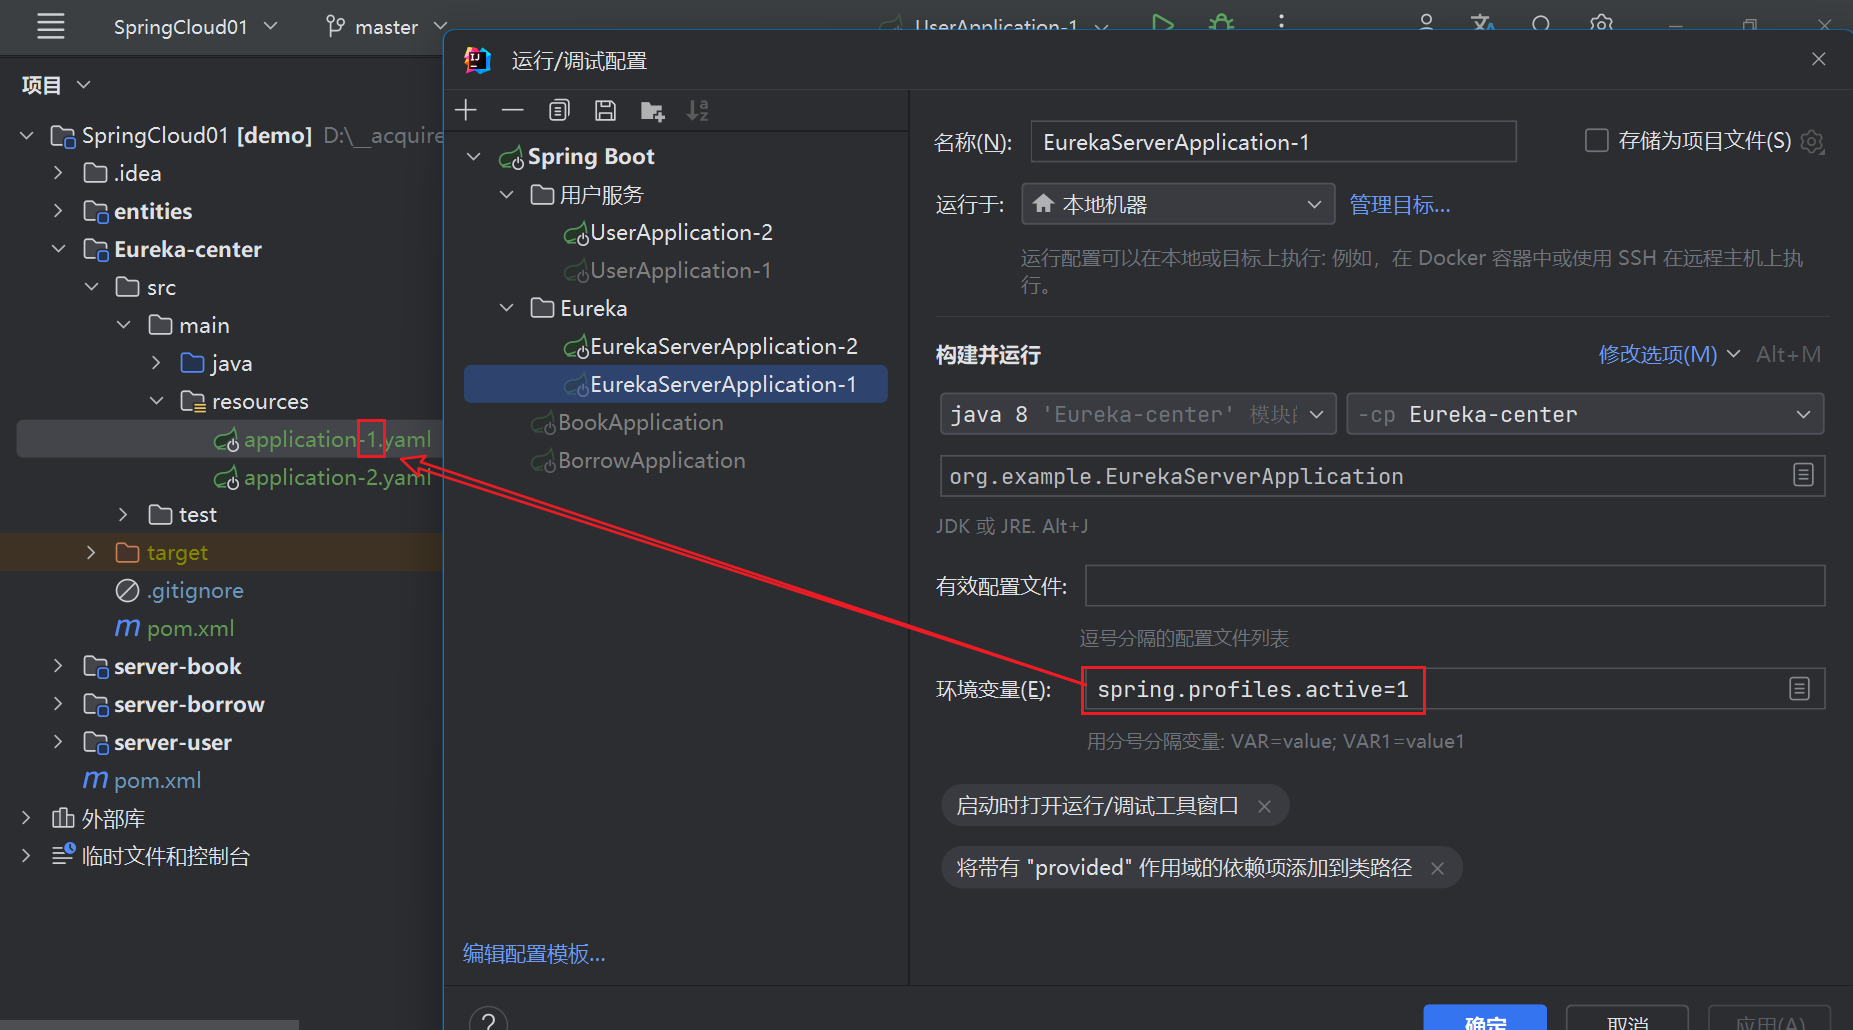 SpringCloud01
master
项目
SpringCloud01 [demo] D:\__acquire
.idea
entities
Eureka-center
src
main
java
resources
application-1.yaml
application-2.yaml
test
target
.gitignore
pom.xml
server-book
server-borrow
server-user
pom.xml
外部库
临时文件和控制台
UserApplication-1
运行/调试配置
Spring Boot
用户服务
UserApplication-2
UserApplication-1
Eureka
EurekaServerApplication-2
EurekaServerApplication-1
BookApplication
BorrowApplication
编辑配置模板...
名称(N):
EurekaServerApplication-1
存储为项目文件(S)
运行于:
本地机器
管理目标...
运行配置可以在本地或目标上执行: 例如，在 Docker 容器中或使用 SSH 在远程主机上执
行。
构建并运行
修改选项(M) Alt+M
java 8 'Eureka-center' 模块
-cp Eureka-center
org.example.EurekaServerApplication
JDK 或 JRE. Alt+J
有效配置文件:
逗号分隔的配置文件列表
环境变量(E):
spring.profiles.active=1
用分号分隔变量: VAR=value; VAR1=value1
启动时打开运行/调试工具窗口
将带有 "provided" 作用域的依赖项添加到类路径
?
确定
取消
应用(A)